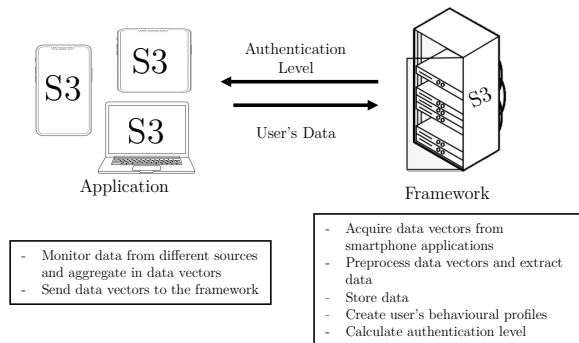 S3
S3
S3
Application
Authentication
Level
User's Data
S3
Framework
- Monitor data from different sources
and aggregate in data vectors
- Send data vectors to the framework
- Acquire data vectors from
smartphone applications
- Preprocess data vectors and extract
data
- Store data
- Create user's behavioural profiles
- Calculate authentication level